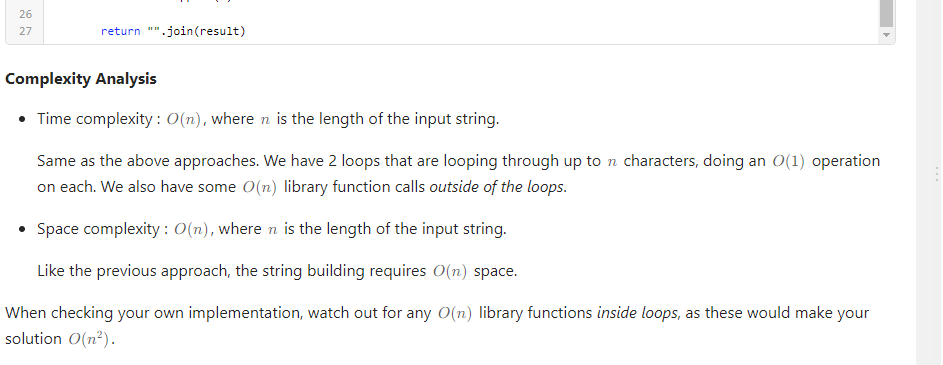 26
27 return "".join(result)
Complexity Analysis
• Time complexity : O(n), where n is the length of the input string.
Same as the above approaches. We have 2 loops that are looping through up to n characters, doing an O(1) operation
on each. We also have some O(n) library function calls outside of the loops.
• Space complexity : O(n), where n is the length of the input string.
Like the previous approach, the string building requires O(n) space.
When checking your own implementation, watch out for any O(n) library functions inside loops, as these would make your
solution O(n²).